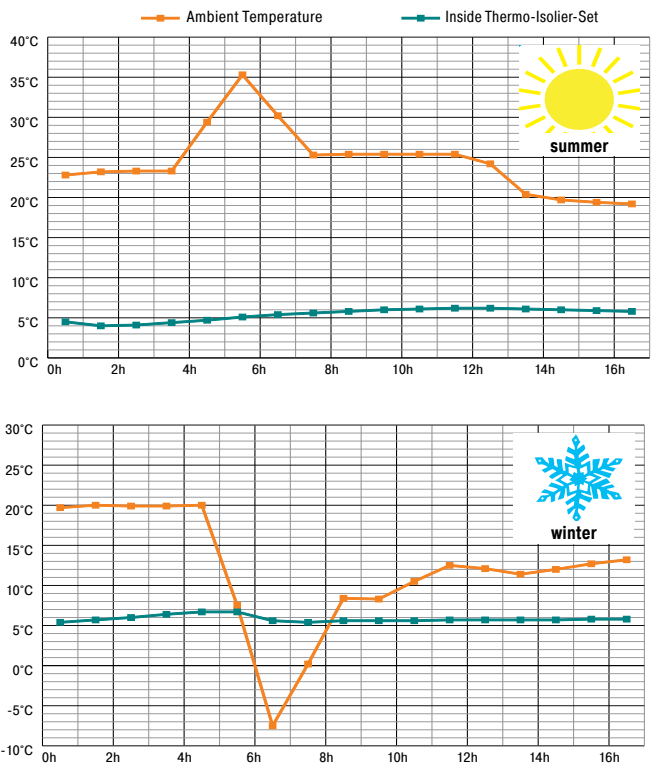 Ambient Temperature Inside Thermo-Isolier-Set
40°C
35°C
30°C
25°C
20°C
15°C
10°C
5°C
0°C
summer
0h 2h 4h 6h 8h 10h 12h 14h 16h
30°C
25°C
20°C
15°C
10°C
5°C
0°C
-5°C
-10°C
winter
0h 2h 4h 6h 8h 10h 12h 14h 16h